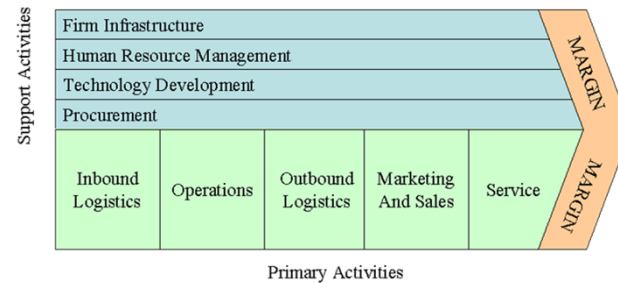 Support Activities
Firm Infrastructure
Human Resource Management
Technology Development
Procurement
MARGIN
Inbound
Logistics
Operations
Outbound
Logistics
Marketing
And Sales
Service
MARGIN
Primary Activities